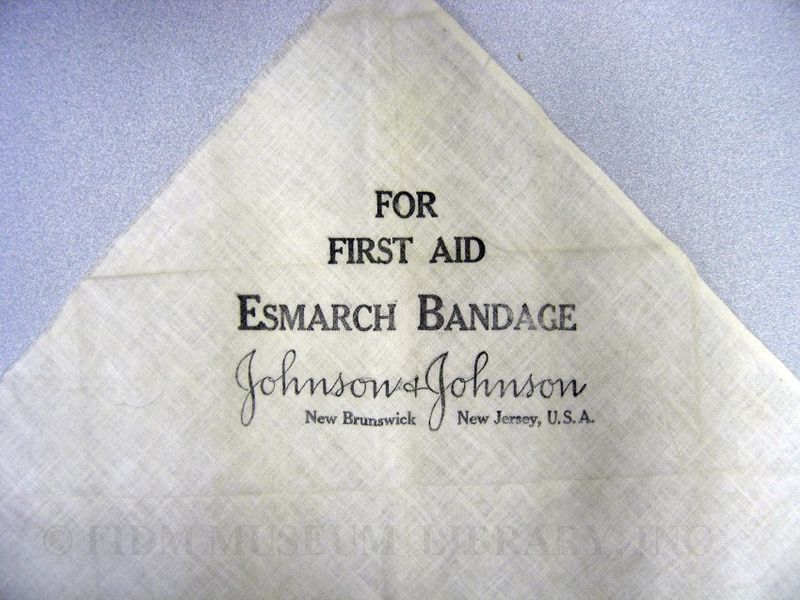 FOR
FIRST AID
ESMARCH BANDAGE
Johnson & Johnson
New Brunswick New Jersey, U.S.A.
© FIDM MUSEUM LIBRARY, INC.